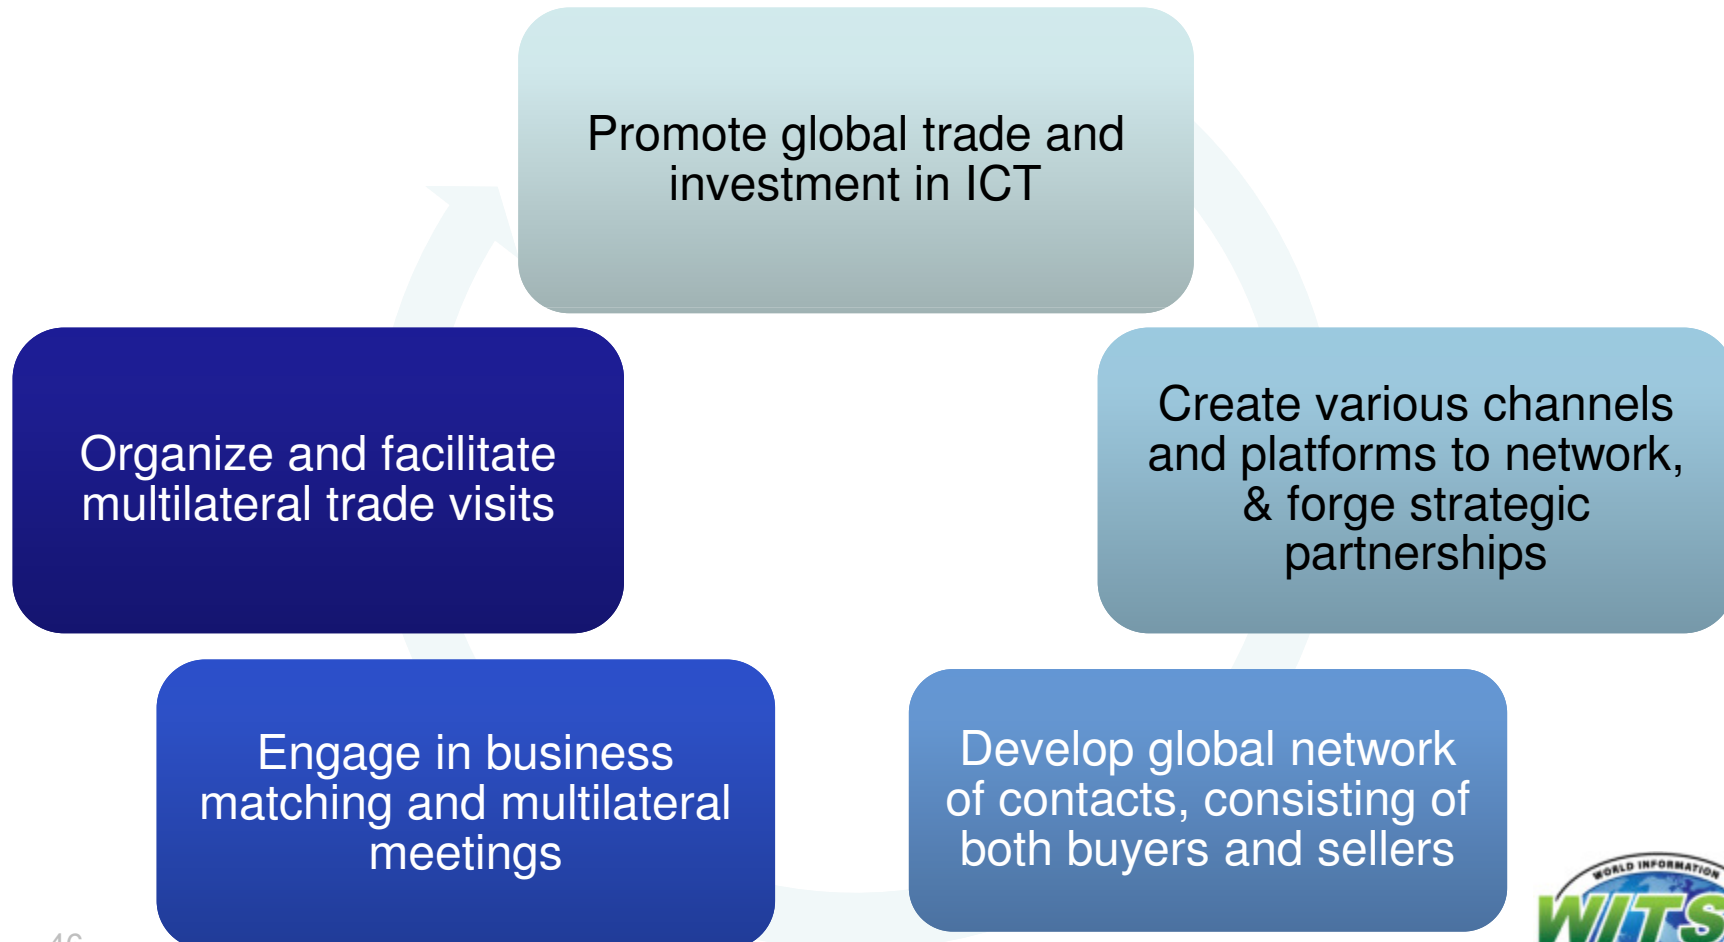 Promote global trade and
investment in ICT
Create various channels
and platforms to network,
& forge strategic
partnerships
Develop global network
of contacts, consisting of
both buyers and sellers
Engage in business
matching and multilateral
meetings
Organize and facilitate
multilateral trade visits
WORLD INFORMATION
WITS
46